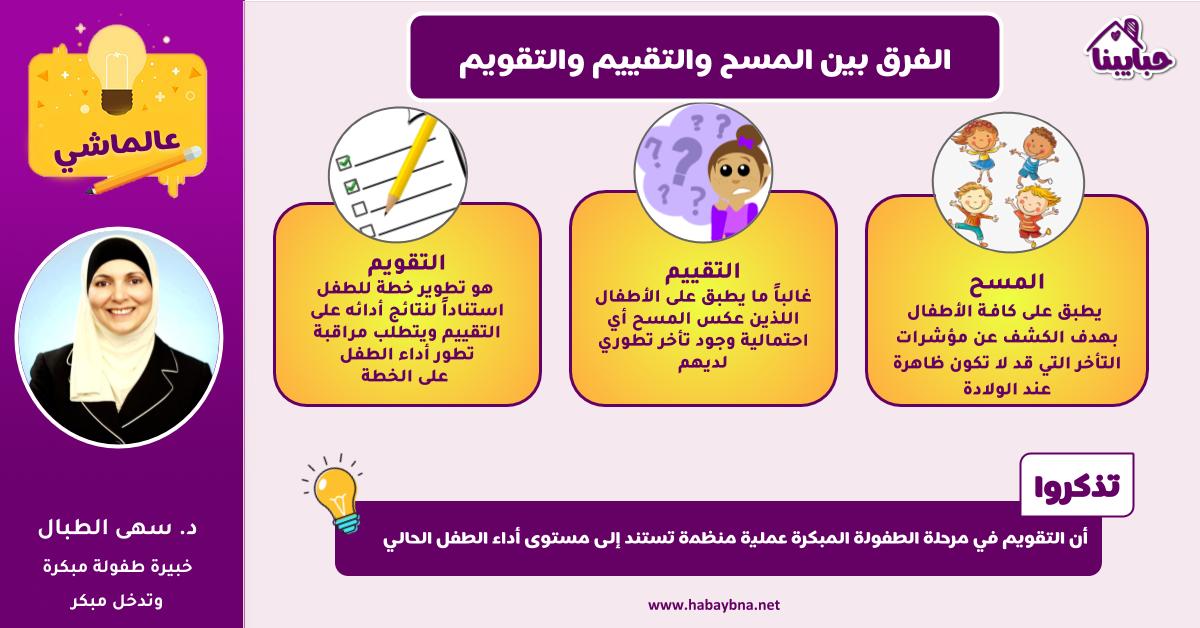 الفرق بين المسح والتقييم والتقويم
حبايبنا
عالماشي
المسح
يطبق على كافة الأطفال
بهدف الكشف عن مؤشرات
التأخر التي قد لا تكون ظاهرة
عند الولادة
التقييم
غالباً ما يطبق على الأطفال
اللذين عكس المسح أي
احتمالية وجود تأخر تطوري
لديهم
التقويم
هو تطوير خطة للطفل
استناداً لنتائج أدائه على
التقييم ويتطلب مراقبة
تطور أداء الطفل
على الخطة
تذكروا
أن التقويم في مرحلة الطفولة المبكرة عملية منظمة تستند إلى مستوى أداء الطفل الحالي
www.habaybna.net
د. سهى الطبال
خبيرة طفولة مبكرة
وتدخل مبكر